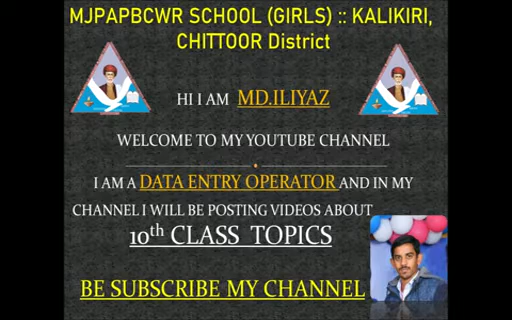 MJPAPBCWR SCHOOL (GIRLS) :: KALIKIRI,
CHITTOOR District
HI I AM MD.ILIYAZ
WELCOME TO MY YOUTUBE CHANNEL
I AM A DATA ENTRY OPERATOR AND IN MY
CHANNEL I WILL BE POSTING VIDEOS ABOUT
10th CLASS TOPICS
BE SUBSCRIBE MY CHANNEL